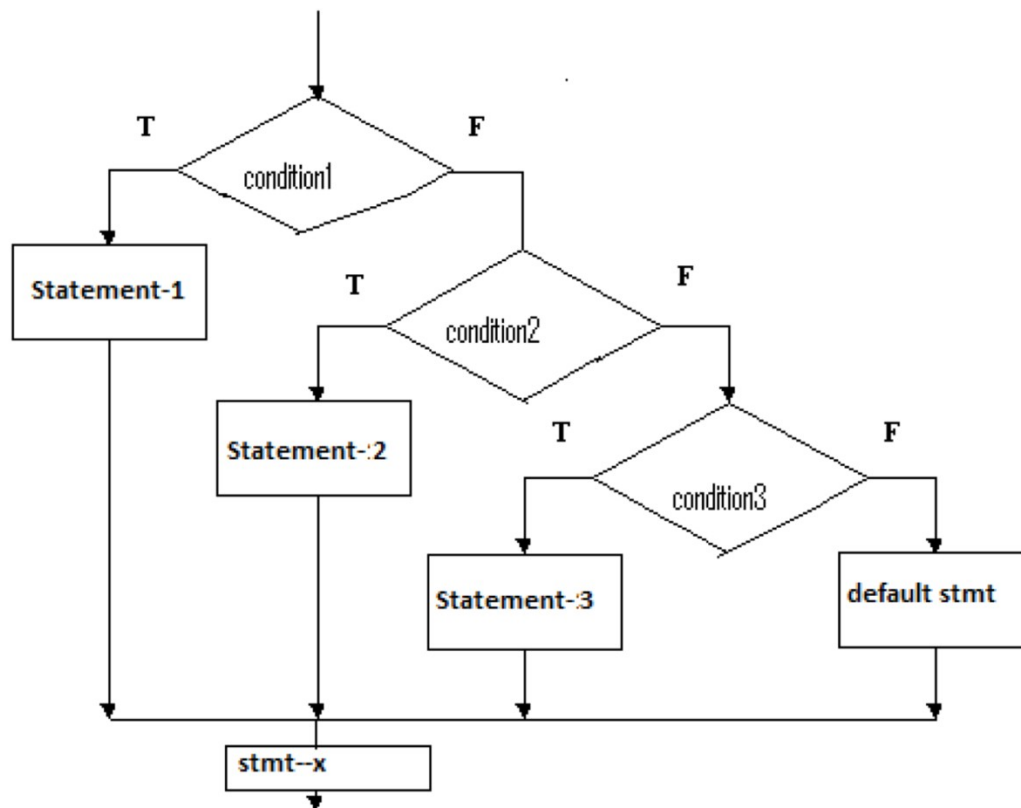 T
F
condition1
Statement-1
T
F
condition2
Statement-:2
T
F
condition3
Statement-:3
default stmt
stmt--x